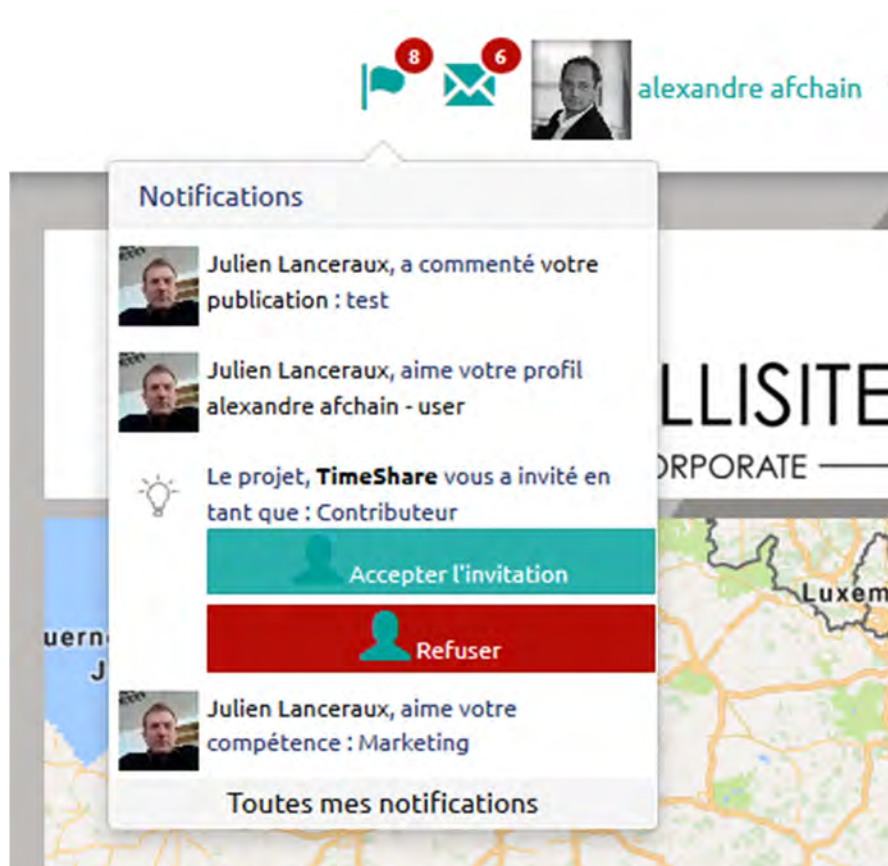 8
6
alexandre afchain
Notifications
Julien Lanceraux, a commenté votre
publication : test
Julien Lanceraux, aime votre profil
alexandre afchain - user
Le projet, TimeShare vous a invité en
tant que : Contributeur
Accepter l'invitation
Refuser
Julien Lanceraux, aime votre
compétence : Marketing
Toutes mes notifications
LLISITE
ORPORATE
Luxem
uern
J